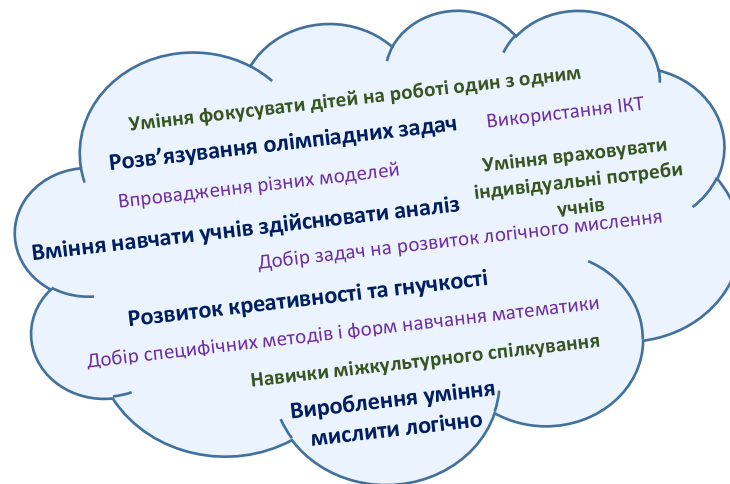 Уміння фокусувати дітей на роботі один з одним
Розв’язування олімпіадних задач
Використання ІКТ
Впровадження різних моделей
Уміння враховувати
індивідуальні потреби
учнів
Вміння навчати учнів здійснювати аналіз
Добір задач на розвиток логічного мислення
Розвиток креативності та гнучкості
Добір специфічних методів і форм навчання математики
Навички міжкультурного спілкування
Вироблення уміння
мислити логічно